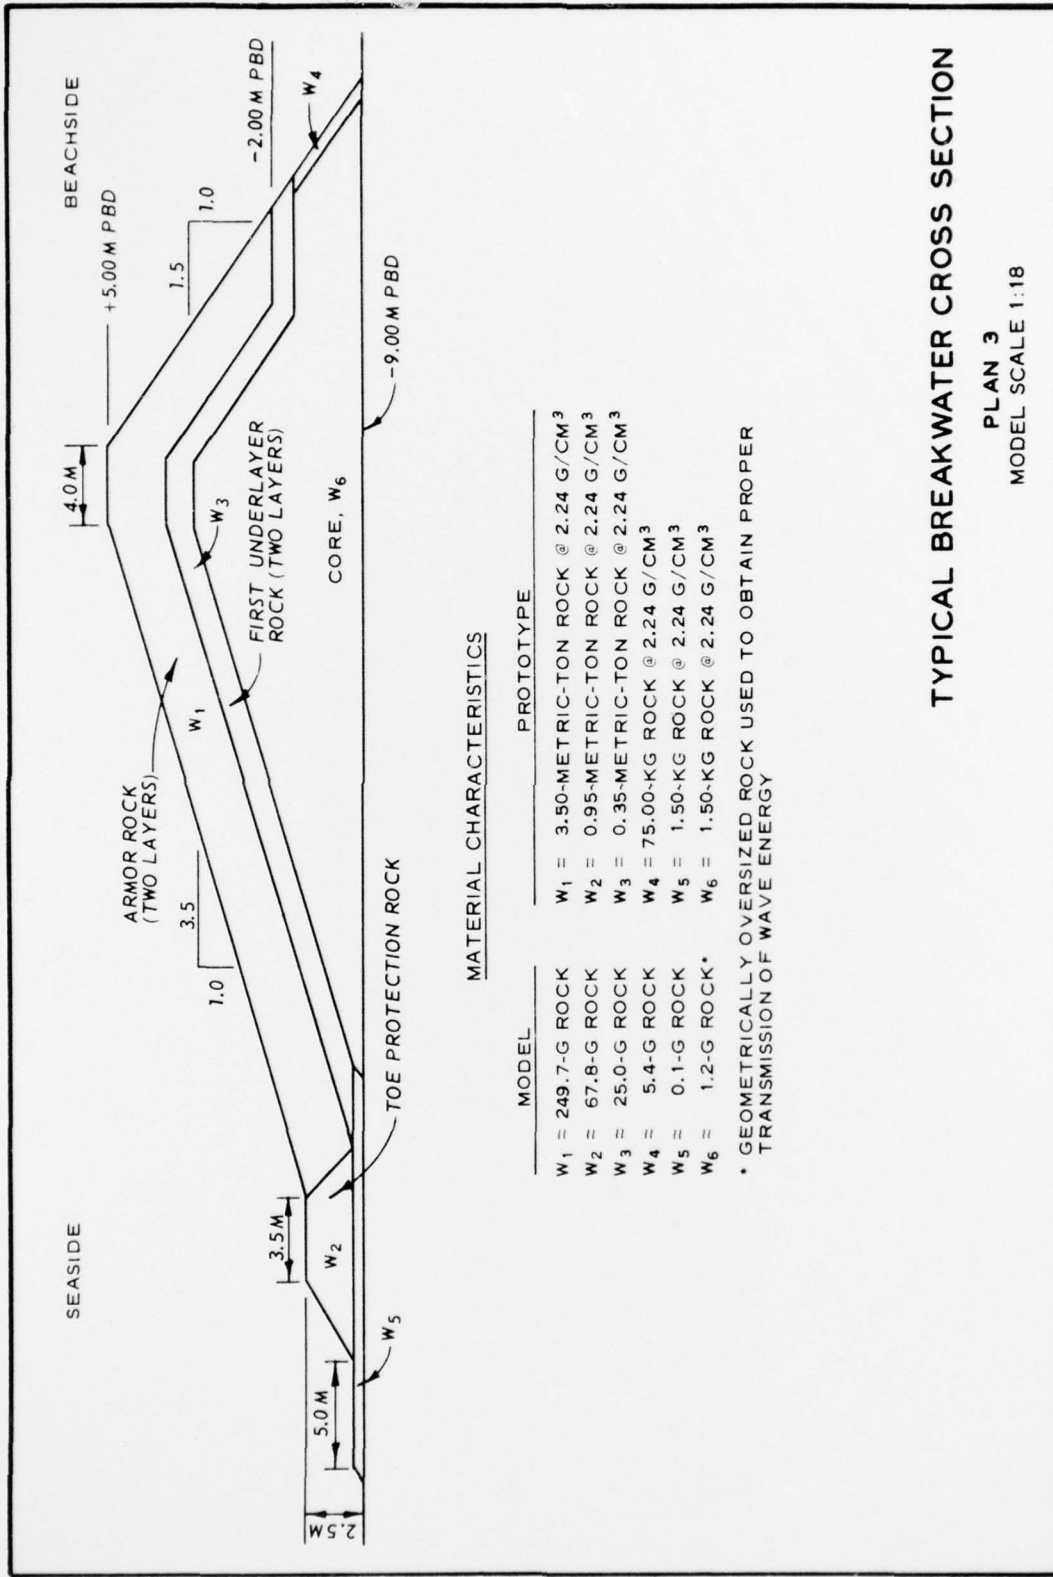 SEASIDE
BEACHSIDE
4.0 M
+5.00 M PBD
1.5
1.0
-2.00 M PBD
W4
ARMOR ROCK
(TWO LAYERS)
W1
3.5
1.0
W3
FIRST UNDERLAYER
ROCK (TWO LAYERS)
CORE, W6
-9.00 M PBD
3.5 M
W2
TOE PROTECTION ROCK
5.0 M
W5
2.5 M
MATERIAL CHARACTERISTICS
MODEL PROTOTYPE
W1 = 249.7-G ROCK W1 = 3.50-METRIC-TON ROCK @ 2.24 G/CM3
W2 = 67.8-G ROCK W2 = 0.95-METRIC-TON ROCK @ 2.24 G/CM3
W3 = 25.0-G ROCK W3 = 0.35-METRIC-TON ROCK @ 2.24 G/CM3
W4 = 5.4-G ROCK W4 = 75.00-KG ROCK @ 2.24 G/CM3
W5 = 0.1-G ROCK W5 = 1.50-KG ROCK @ 2.24 G/CM3
W6 = 1.2-G ROCK* W6 = 1.50-KG ROCK @ 2.24 G/CM3
* GEOMETRICALLY OVERSIZED ROCK USED TO OBTAIN PROPER
TRANSMISSION OF WAVE ENERGY
TYPICAL BREAKWATER CROSS SECTION
PLAN 3
MODEL SCALE 1:18